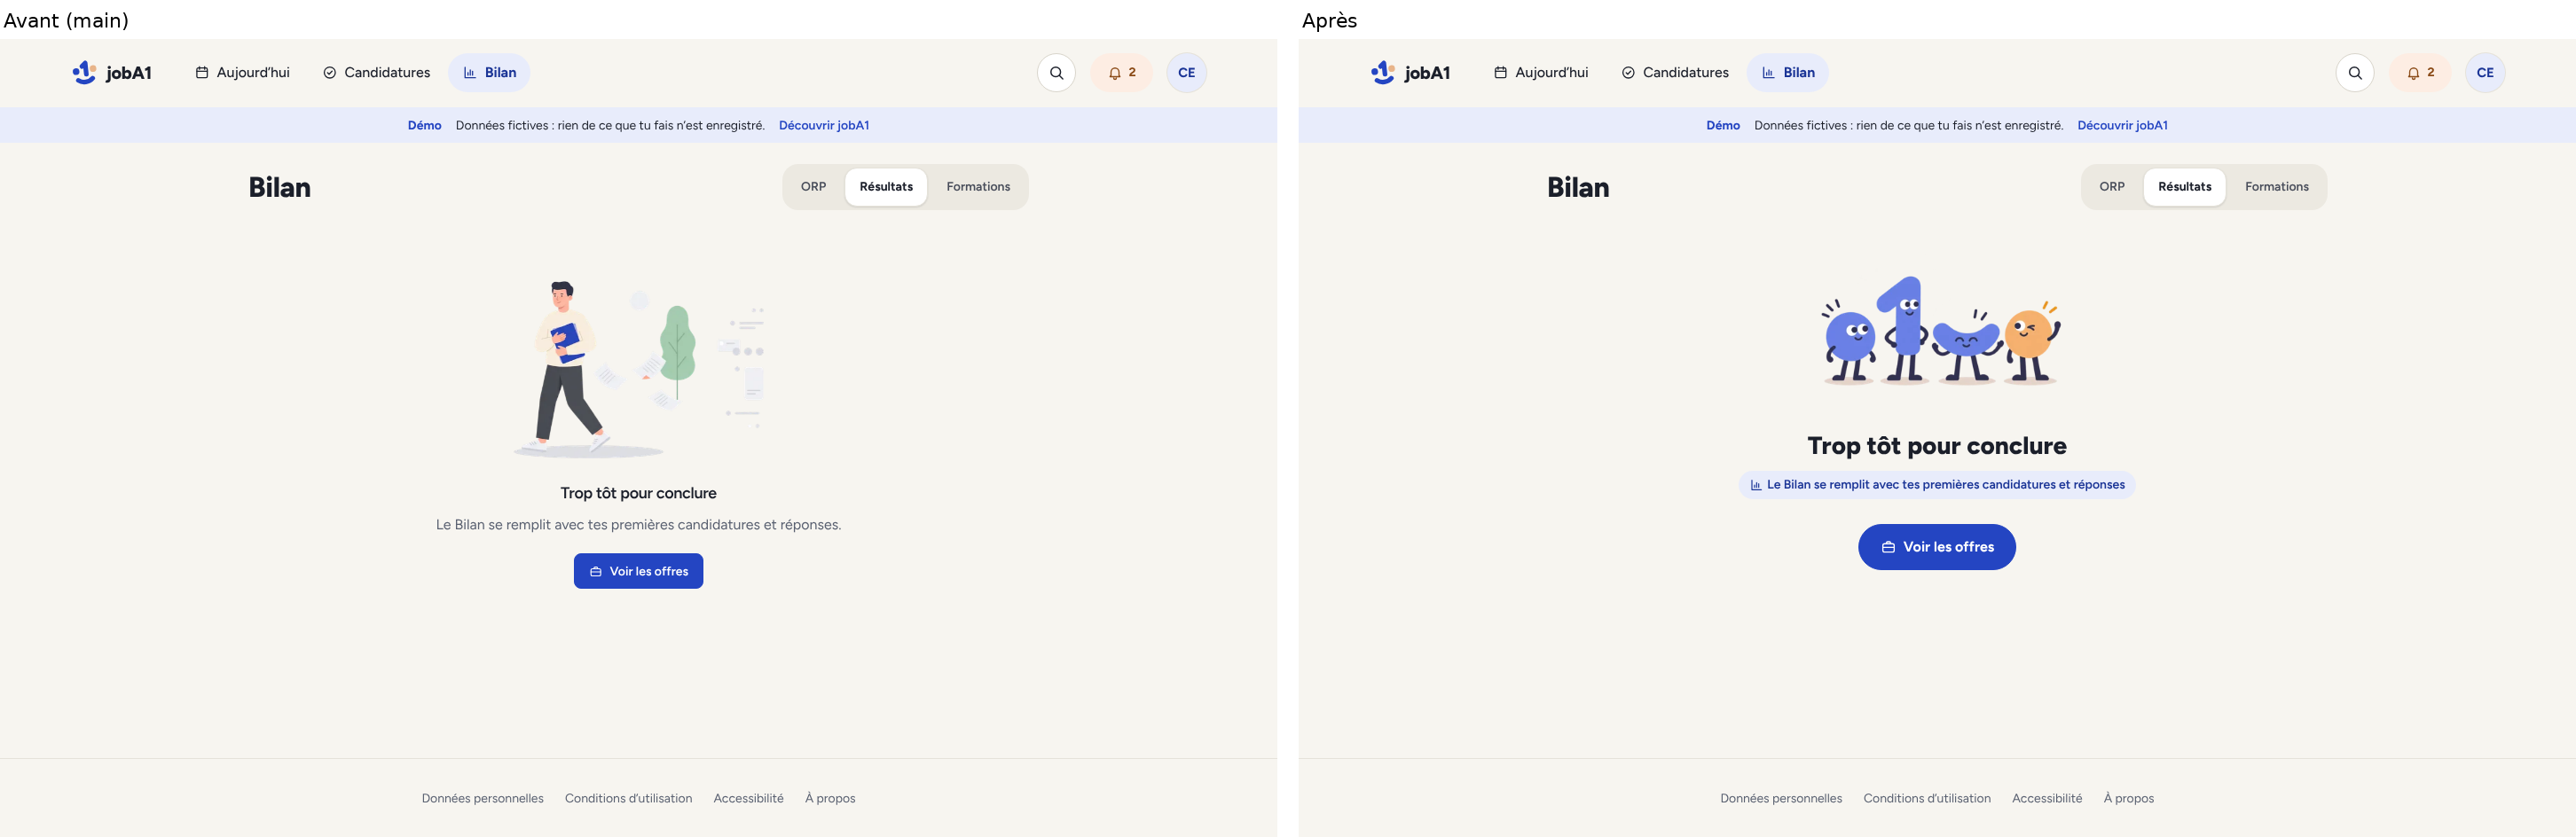 Avant (main)
jobA1 Aujourd’hui Candidatures Bilan 2 CE
Démo Données fictives : rien de ce que tu fais n’est enregistré. Découvrir jobA1
Bilan ORP Résultats Formations
Trop tôt pour conclure
Le Bilan se remplit avec tes premières candidatures et réponses.
Voir les offres
Données personnelles Conditions d’utilisation Accessibilité À propos
Après
jobA1 Aujourd’hui Candidatures Bilan 2 CE
Démo Données fictives : rien de ce que tu fais n’est enregistré. Découvrir jobA1
Bilan ORP Résultats Formations
Trop tôt pour conclure
Le Bilan se remplit avec tes premières candidatures et réponses
Voir les offres
Données personnelles Conditions d’utilisation Accessibilité À propos